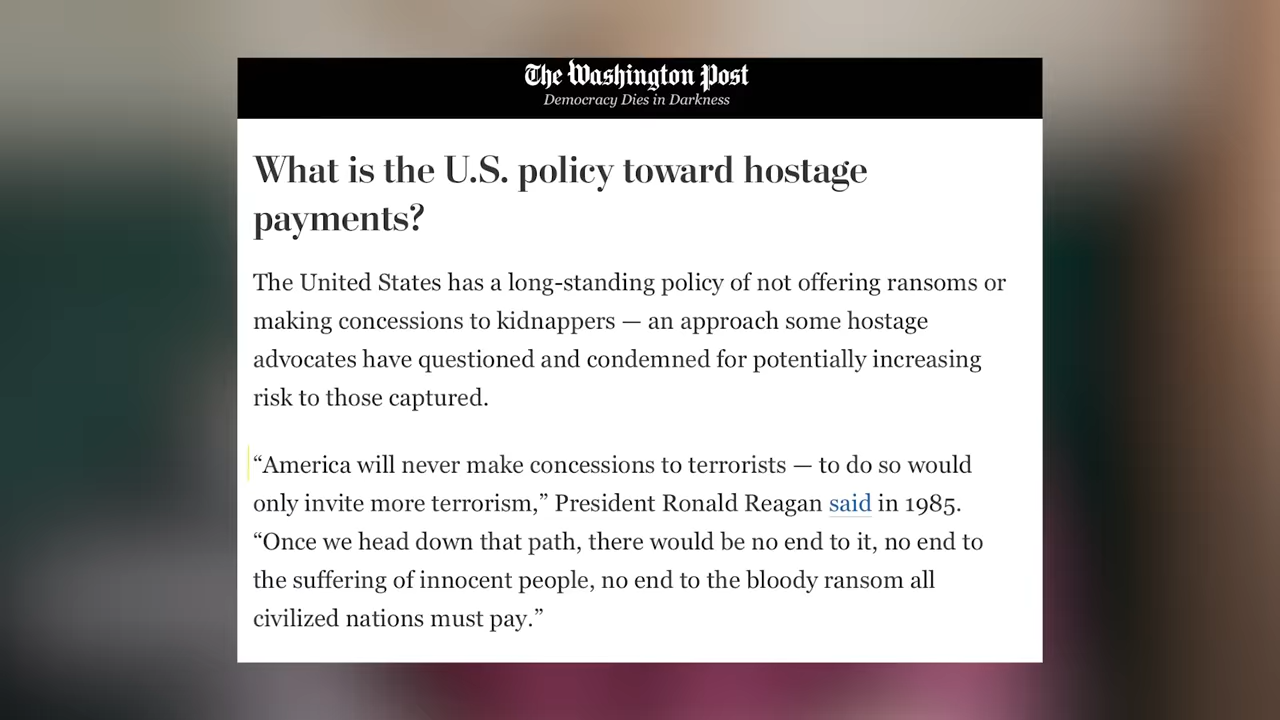 The Washington Post
Democracy Dies in Darkness
What is the U.S. policy toward hostage
payments?
The United States has a long-standing policy of not offering ransoms or
making concessions to kidnappers — an approach some hostage
advocates have questioned and condemned for potentially increasing
risk to those captured.
“America will never make concessions to terrorists — to do so would
only invite more terrorism,” President Ronald Reagan said in 1985.
“Once we head down that path, there would be no end to it, no end to
the suffering of innocent people, no end to the bloody ransom all
civilized nations must pay.”